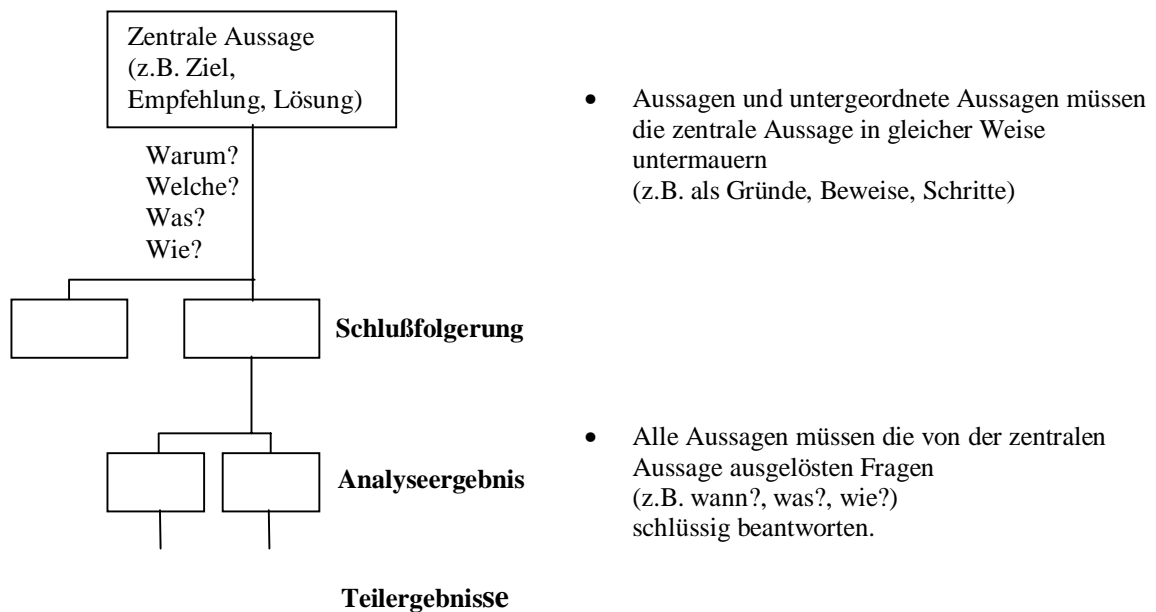 Zentrale Aussage
(z.B. Ziel,
Empfehlung, Lösung)
Warum?
Welche?
Was?
Wie?
Schlußfolgerung
Analyseergebnis
Teilergebnisse
• Aussagen und untergeordnete Aussagen müssen
die zentrale Aussage in gleicher Weise
untermauern
(z.B. als Gründe, Beweise, Schritte)
• Alle Aussagen müssen die von der zentralen
Aussage ausgelösten Fragen
(z.B. wann?, was?, wie?)
schlüssig beantworten.